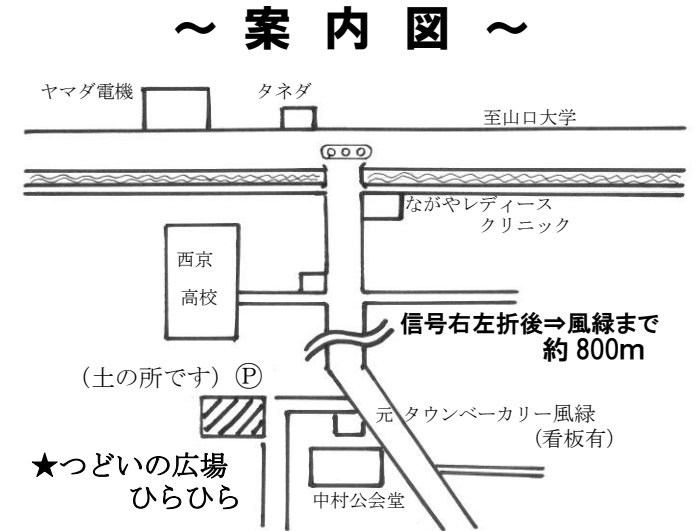 ～ 案 内 図 ～
ヤマダ電機
タネダ
至山口大学
ながやレディース
クリニック
西京
高校
信号右左折後⇒風緑まで
約 800m
（土の所です）Ⓟ
元 タウンベーカリー風緑
（看板有）
★つどいの広場
ひらひら
中村公会堂